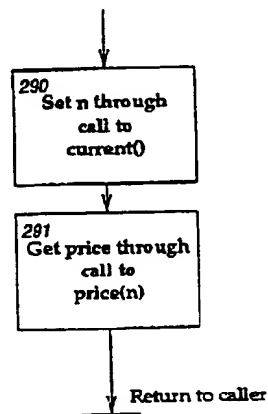 290
Set n through
call to
current()
291
Get price through
call to
price(n)
Return to caller